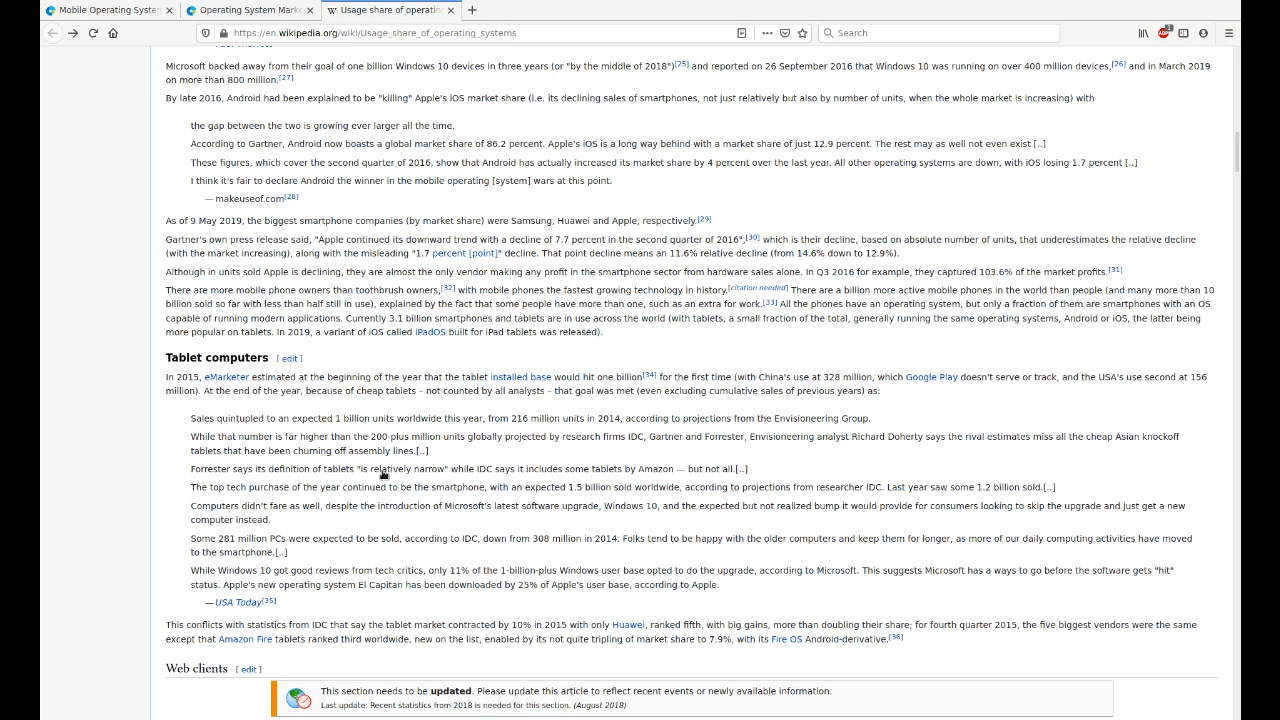 Mobile Operating System
Operating System Marke
Usage share of operatin
https://en.wikipedia.org/wiki/Usage_share_of_operating_systems
Search
Microsoft backed away from their goal of one billion Windows 10 devices in three years (or "by the middle of 2018")[25] and reported on 26 September 2016 that Windows 10 was running on over 400 million devices,[26] and in March 2019
on more than 800 million.[27]
By late 2016, Android had been explained to be "killing" Apple's iOS market share (i.e. its declining sales of smartphones, not just relatively but also by number of units, when the whole market is increasing) with
the gap between the two is growing ever larger all the time.
According to Gartner, Android now boasts a global market share of 86.2 percent. Apple's iOS is a long way behind with a market share of just 12.9 percent. The rest may as well not even exist [..]
These figures, which cover the second quarter of 2016, show that Android has actually increased its market share by 4 percent over the last year. All other operating systems are down, with iOS losing 1.7 percent [..]
I think it's fair to declare Android the winner in the mobile operating [system] wars at this point.
— makeuseof.com[28]
As of 9 May 2019, the biggest smartphone companies (by market share) were Samsung, Huawei and Apple, respectively.[29]
Gartner's own press release said, "Apple continued its downward trend with a decline of 7.7 percent in the second quarter of 2016",[30] which is their decline, based on absolute number of units, that underestimates the relative decline
(with the market increasing), along with the misleading "1.7 percent [point]" decline. That point decline means an 11.6% relative decline (from 14.6% down to 12.9%).
Although in units sold Apple is declining, they are almost the only vendor making any profit in the smartphone sector from hardware sales alone. In Q3 2016 for example, they captured 103.6% of the market profits.[31]
There are more mobile phone owners than toothbrush owners,[32] with mobile phones the fastest growing technology in history.[citation needed] There are a billion more active mobile phones in the world than people (and many more than 10
billion sold so far with less than half still in use), explained by the fact that some people have more than one, such as an extra for work.[33] All the phones have an operating system, but only a fraction of them are smartphones with an OS
capable of running modern applications. Currently 3.1 billion smartphones and tablets are in use across the world (with tablets, a small fraction of the total, generally running the same operating systems, Android or iOS, the latter being
more popular on tablets. In 2019, a variant of iOS called iPadOS built for iPad tablets was released).
Tablet computers [ edit ]
In 2015, eMarketer estimated at the beginning of the year that the tablet installed base would hit one billion[34] for the first time (with China's use at 328 million, which Google Play doesn't serve or track, and the USA's use second at 156
million). At the end of the year, because of cheap tablets – not counted by all analysts – that goal was met (even excluding cumulative sales of previous years) as:
Sales quintupled to an expected 1 billion units worldwide this year, from 216 million units in 2014, according to projections from the Envisioneering Group.
While that number is far higher than the 200-plus million units globally projected by research firms IDC, Gartner and Forrester, Envisioneering analyst Richard Doherty says the rival estimates miss all the cheap Asian knockoff
tablets that have been churning off assembly lines.[..]
Forrester says its definition of tablets "is relatively narrow" while IDC says it includes some tablets by Amazon — but not all.[..]
The top tech purchase of the year continued to be the smartphone, with an expected 1.5 billion sold worldwide, according to projections from researcher IDC. Last year saw some 1.2 billion sold.[..]
Computers didn’t fare as well, despite the introduction of Microsoft's latest software upgrade, Windows 10, and the expected but not realized bump it would provide for consumers looking to skip the upgrade and just get a new
computer instead.
Some 281 million PCs were expected to be sold, according to IDC, down from 308 million in 2014. Folks tend to be happy with the older computers and keep them for longer, as more of our daily computing activities have moved
to the smartphone.[..]
While Windows 10 got good reviews from tech critics, only 11% of the 1-billion-plus Windows user base opted to do the upgrade, according to Microsoft. This suggests Microsoft has a ways to go before the software gets "hit"
status. Apple's new operating system El Capitan has been downloaded by 25% of Apple's user base, according to Apple.
— USA Today[35]
This conflicts with statistics from IDC that say the tablet market contracted by 10% in 2015 with only Huawei, ranked fifth, with big gains, more than doubling their share; for fourth quarter 2015, the five biggest vendors were the same
except that Amazon Fire tablets ranked third worldwide, new on the list, enabled by its not quite tripling of market share to 7.9%, with its Fire OS Android-derivative.[36]
Web clients [ edit ]
This section needs to be updated. Please update this article to reflect recent events or newly available information.
Last update: Recent statistics from 2018 is needed for this section. (August 2018)